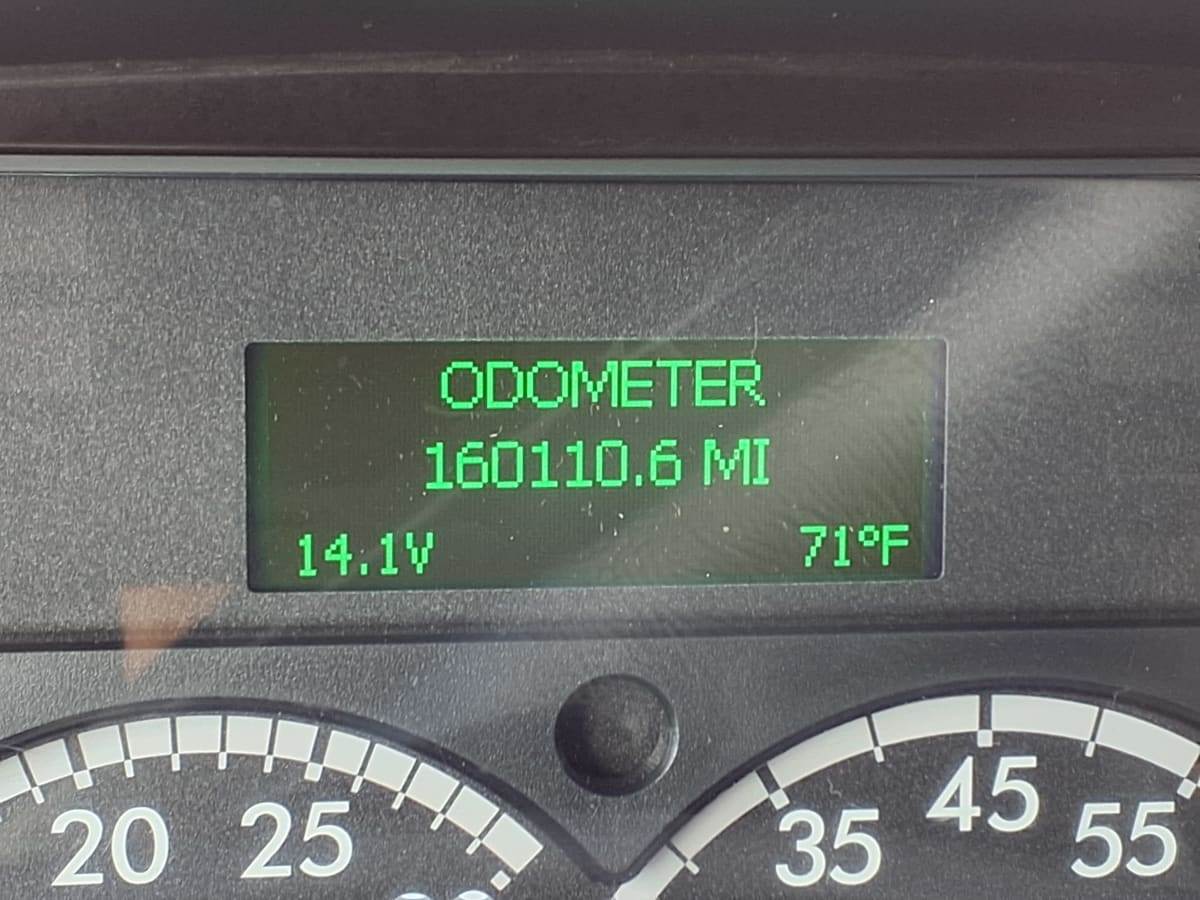 ODOMETER
160110.6 MI
14.1V 71°F
20 25 35 45 55